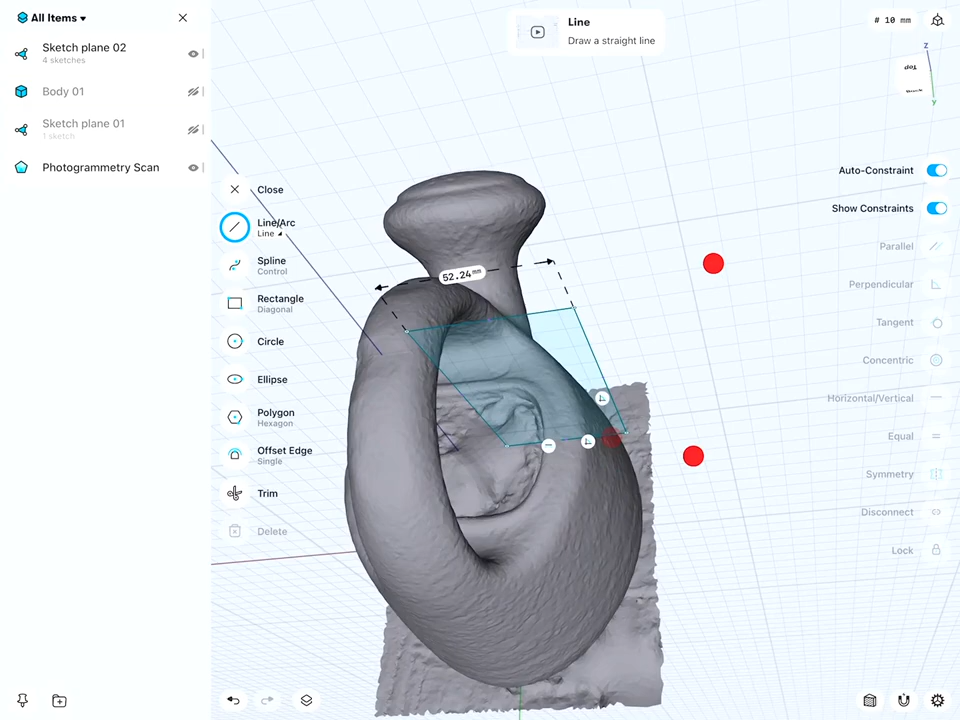 All Items
Sketch plane 02
4 sketches
Body 01
Sketch plane 01
1 sketch
Photogrammetry Scan
Line
Draw a straight line
# 10 mm
Z
Top
Back
y
Close
Line/Arc
Line
Spline
Control
Rectangle
Diagonal
Circle
Ellipse
Polygon
Hexagon
Offset Edge
Single
Trim
Delete
52.24 mm
Auto-Constraint
Show Constraints
Parallel
Perpendicular
Tangent
Concentric
Horizontal/Vertical
Equal
Symmetry
Disconnect
Lock